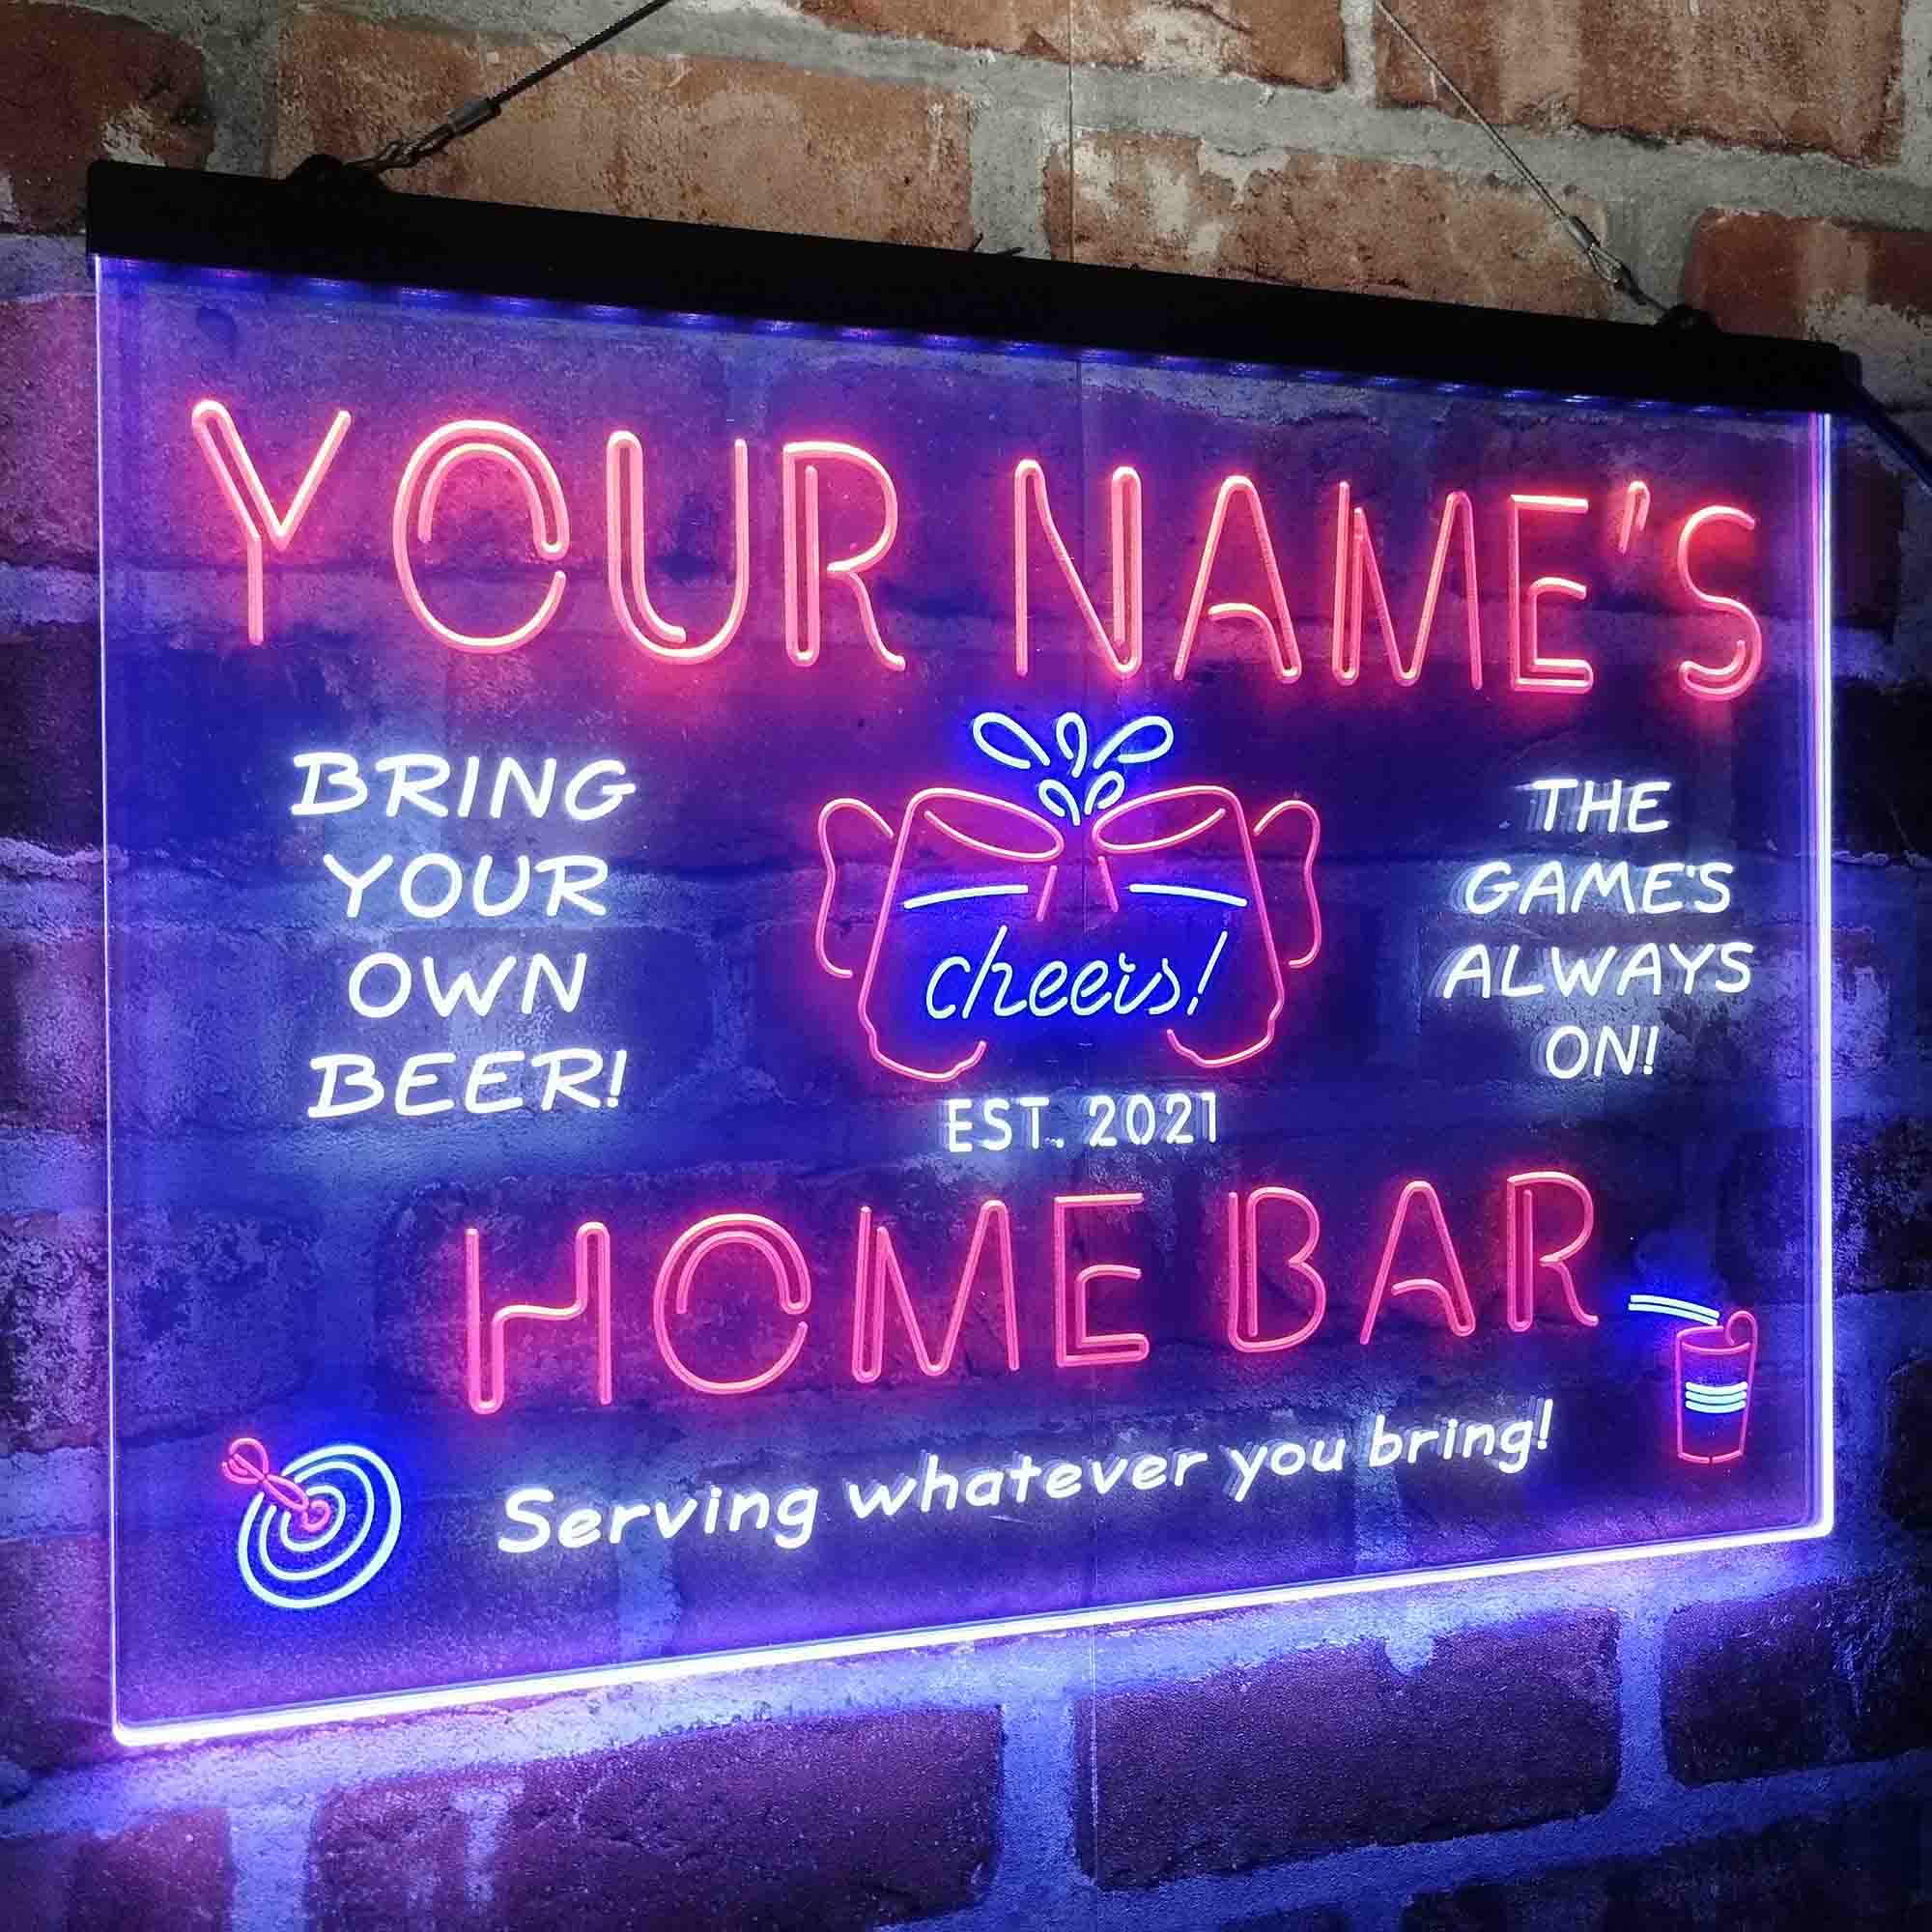 YOUR NAME'S
BRING
YOUR
OWN
BEER!
cheers!
EST. 2021
THE
GAME'S
ALWAYS
ON!
HOME BAR
Serving whatever you bring!